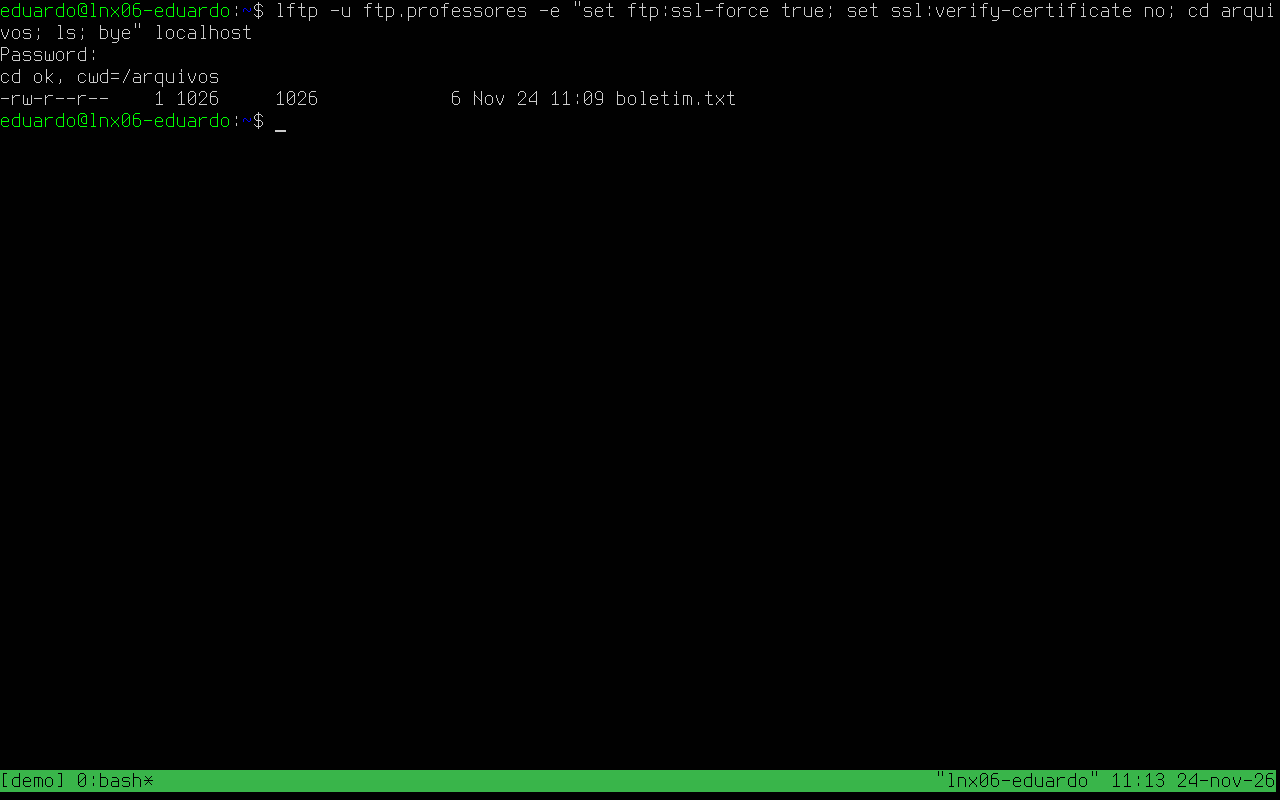 eduardo@lnx06-eduardo:~$ lftp -u ftp.professores -e "set ftp:ssl-force true; set ssl:verify-certificate no; cd arqui
vos; ls; bye" localhost
Password:
cd ok, cwd=/arquivos
-rw-r--r--    1 1026     1026            6 Nov 24 11:09 boletim.txt
eduardo@lnx06-eduardo:~$ _
[demo] 0:bash* "lnx06-eduardo" 11:13 24-nov-26